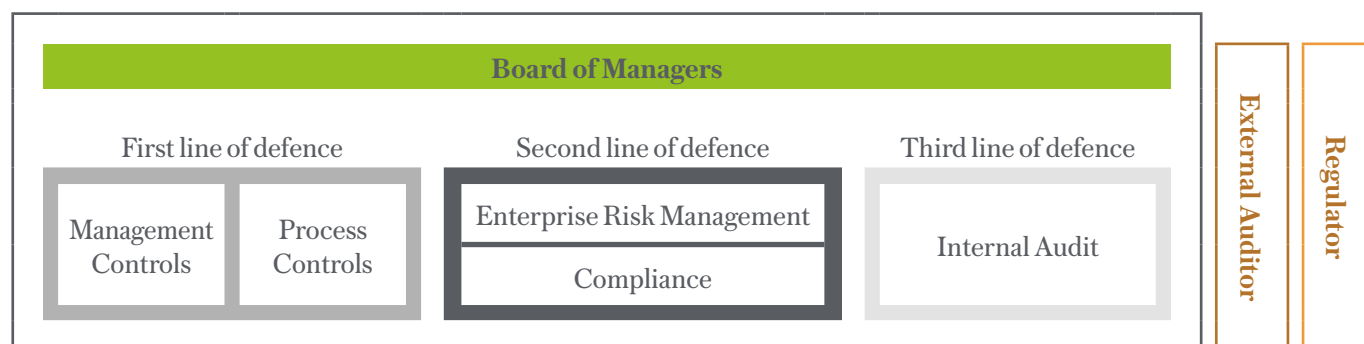 Board of Managers
First line of defence
Second line of defence
Third line of defence
Management
Controls
Process
Controls
Enterprise Risk Management
Compliance
Internal Audit
External Auditor
Regulator